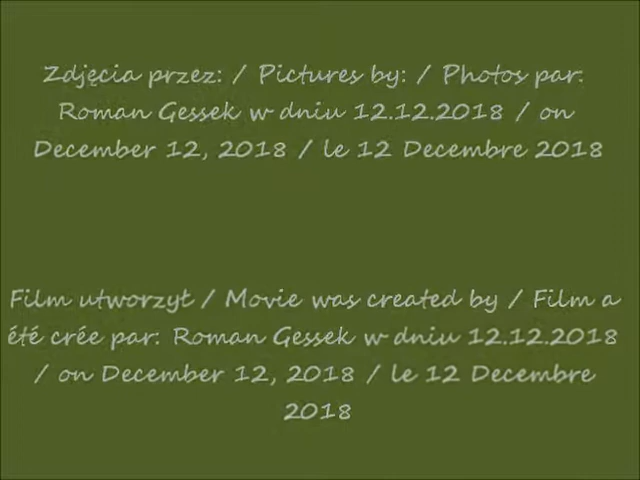 Zdjęcia przez: / Pictures by: / Photos par:
Roman Gessek w dniu 12.12.2018 / on
December 12, 2018 / le 12 Decembre 2018
Film utworzył / Movie was created by / Film a
été crée par: Roman Gessek w dniu 12.12.2018
/ on December 12, 2018 / le 12 Decembre
2018